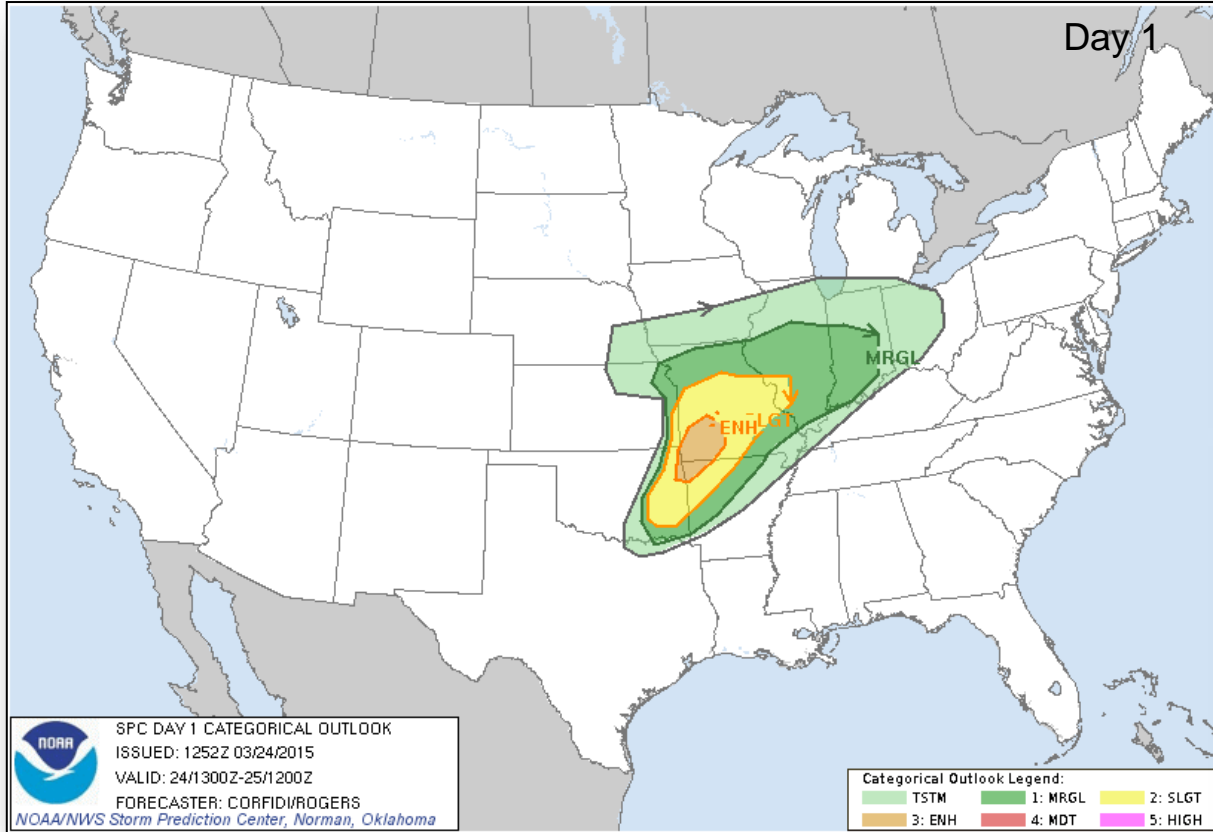 Day 1
MRGL
ENH
LGT
SPC DAY 1 CATEGORICAL OUTLOOK
ISSUED: 1252Z 03/24/2015
VALID: 24/1300Z-25/1200Z
FORECASTER: CORFIDI/ROGERS
NOAA/NWS Storm Prediction Center, Norman, Oklahoma
NOAA
Categorical Outlook Legend:
TSTM 1: MRGL 2: SLGT
3: ENH 4: MDT 5: HIGH